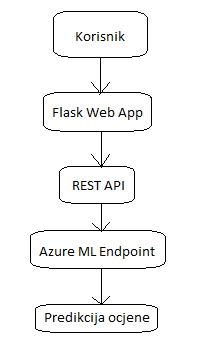 Korisnik
Flask Web App
REST API
Azure ML Endpoint
Predikcija ocjene